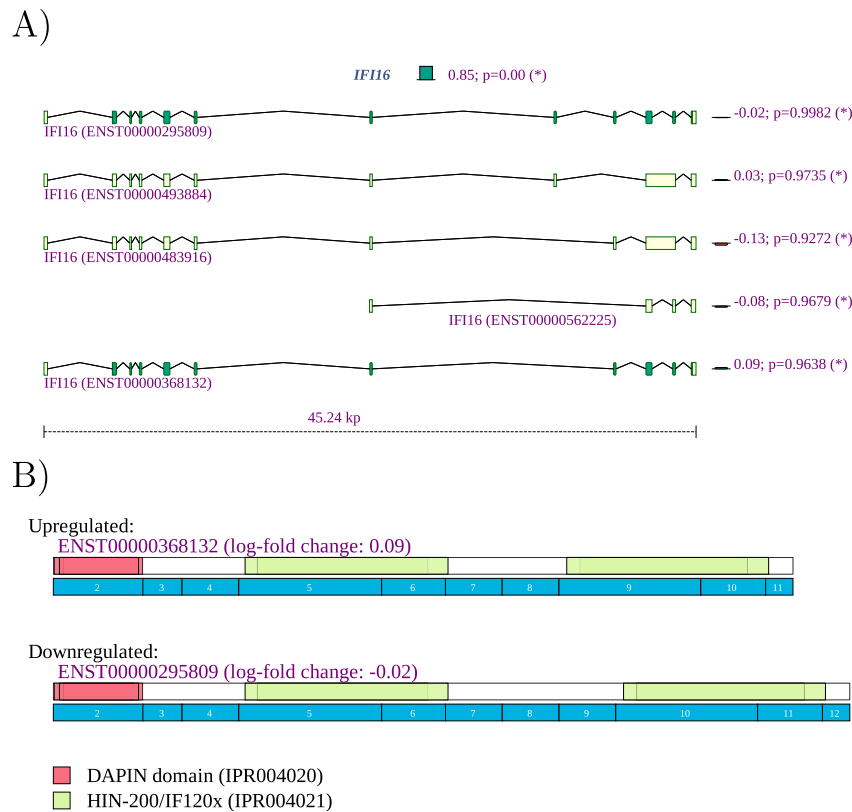 A)
IFI16 0.85; p=0.00 (*)
-0.02; p=0.9982 (*)
IFI16 (ENST00000295809)
0.03; p=0.9735 (*)
IFI16 (ENST00000493884)
-0.13; p=0.9272 (*)
IFI16 (ENST00000483916)
-0.08; p=0.9679 (*)
IFI16 (ENST00000562225)
0.09; p=0.9638 (*)
IFI16 (ENST00000368132)
45.24 kp
B)
Upregulated:
ENST00000368132 (log-fold change: 0.09)
2 3 4 5 6 7 8 9 10 11
Downregulated:
ENST00000295809 (log-fold change: -0.02)
2 3 4 5 6 7 8 9 10 11 12
DAPIN domain (IPR004020)
HIN-200/IF120x (IPR004021)